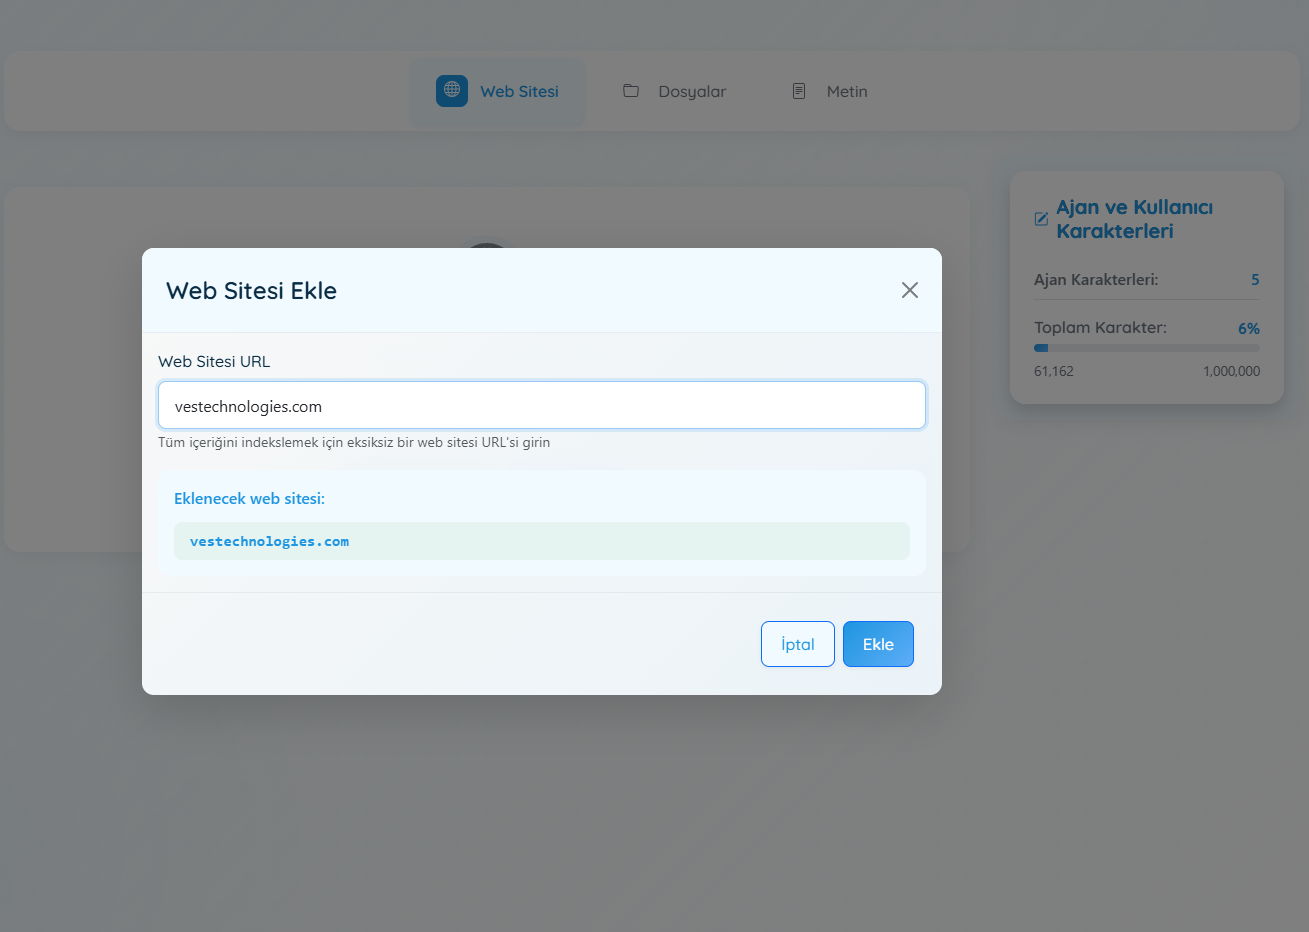 Web Sitesi
Dosyalar
Metin
Ajan ve Kullanıcı
Karakterleri
Ajan Karakterleri: 5
Toplam Karakter: 6%
61,162 1,000,000
Web Sitesi Ekle
Web Sitesi URL
vestechnologies.com
Tüm içeriğini indekslemek için eksiksiz bir web sitesi URL'si girin
Eklenecek web sitesi:
vestechnologies.com
İptal
Ekle